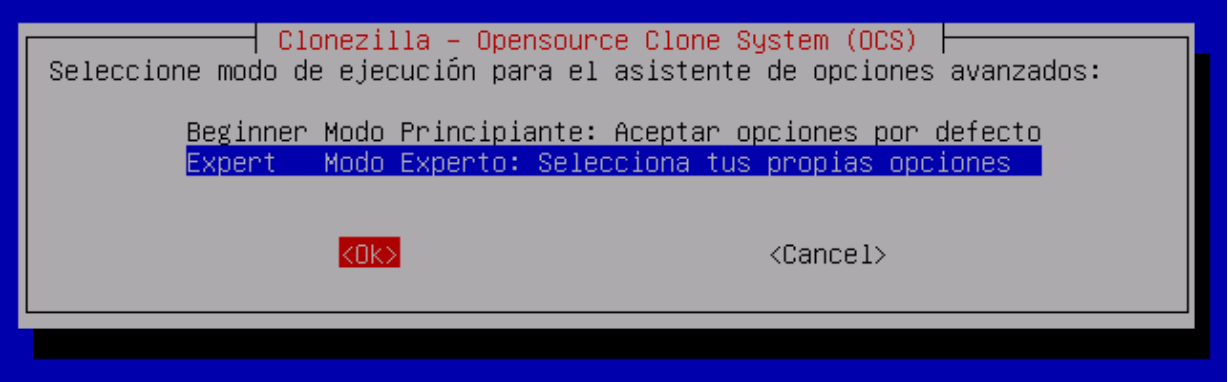 Clonezilla – Opensource Clone System (OCS)
Seleccione modo de ejecución para el asistente de opciones avanzados:
Beginner Modo Principiante: Aceptar opciones por defecto
Expert Modo Experto: Selecciona tus propias opciones
<Ok> <Cancel>